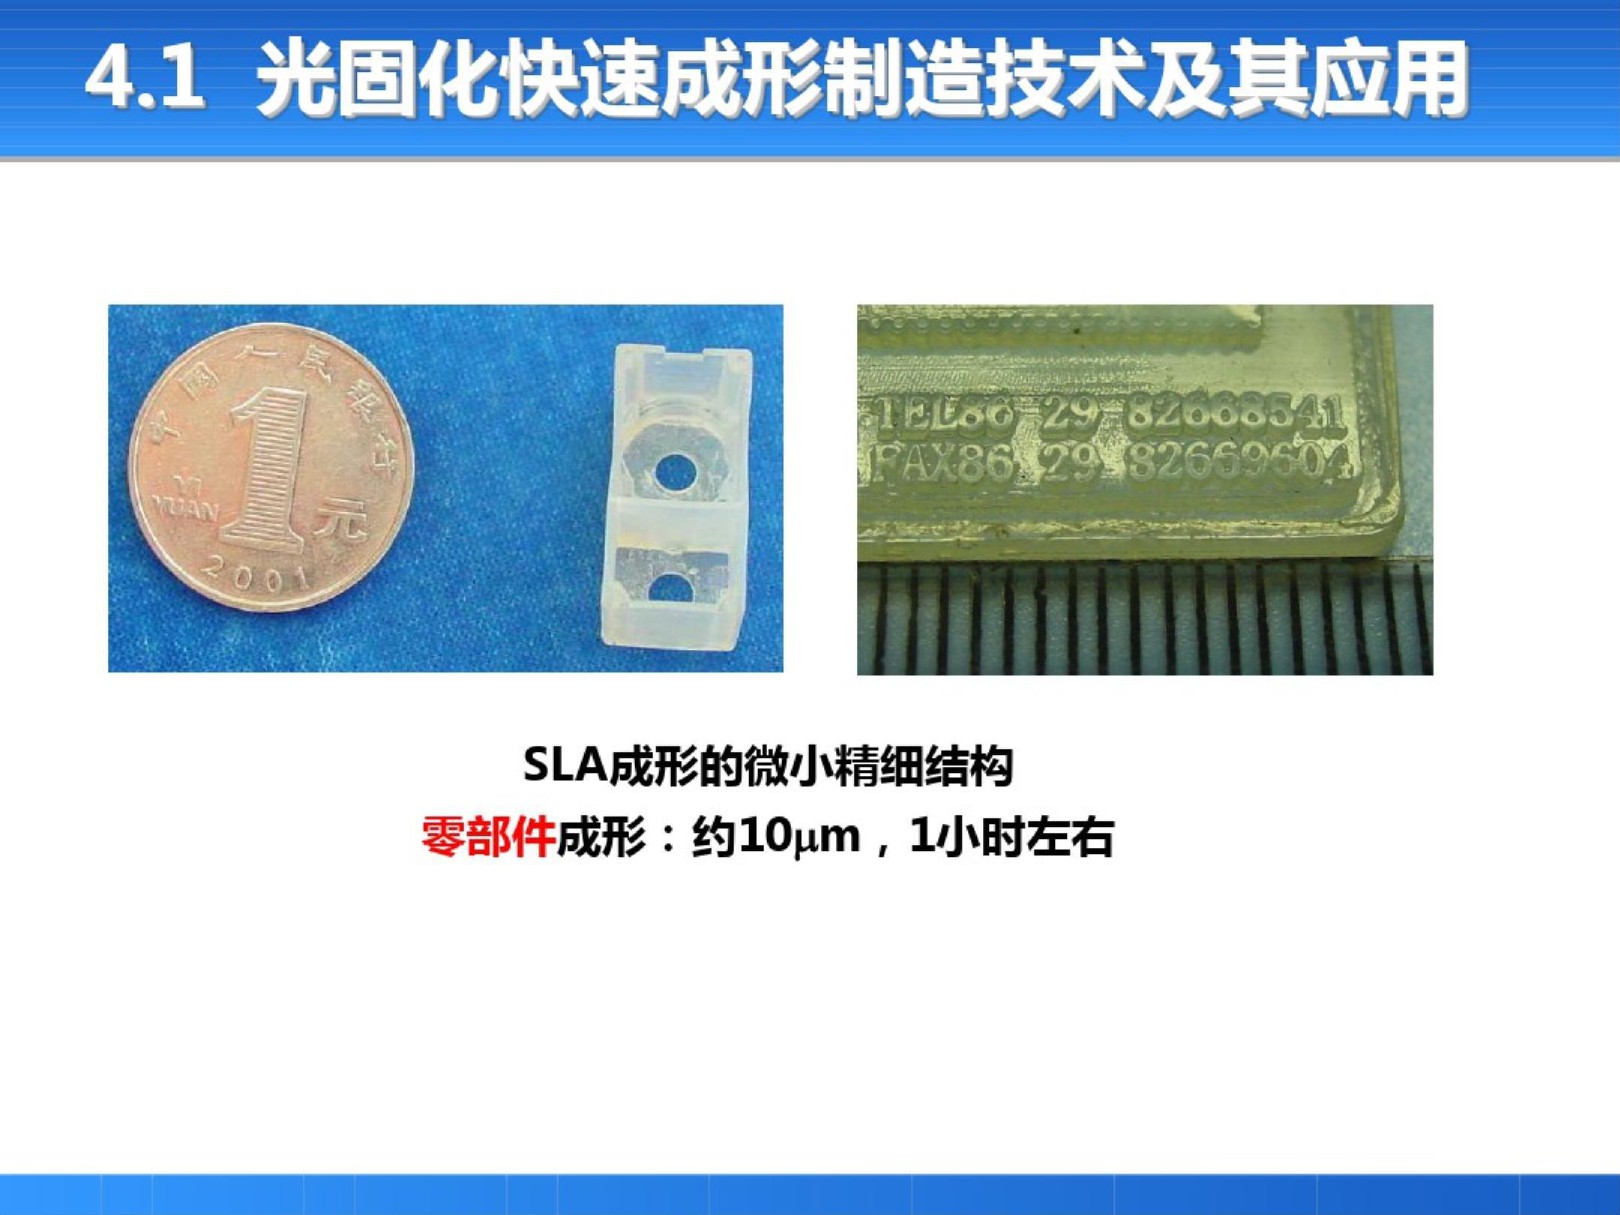 4.1 光固化快速成形制造技术及其应用
中国人民银行
1
YI
YUAN
元
2001
TEL86 29 82668541
FAX86 29 82669604
SLA成形的微小精细结构
零部件成形：约10μm，1小时左右